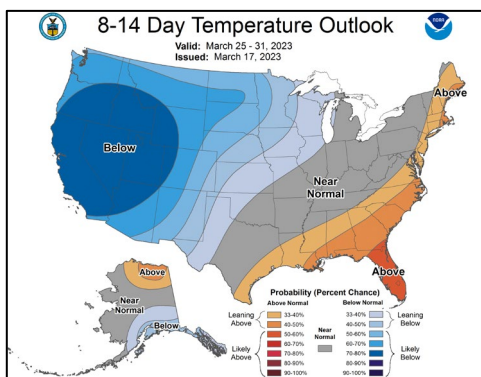 8-14 Day Temperature Outlook
Valid: March 25 - 31, 2023
Issued: March 17, 2023
NOAA
Below
Near
Normal
Above
Above
Above
Near
Normal
Below
Probability (Percent Chance)
Above Normal
Below Normal
Leaning
Above
Likely
Above
33-40%
40-50%
50-60%
60-70%
70-80%
80-90%
90-100%
Near
Normal
33-40%
40-50%
50-60%
60-70%
70-80%
80-90%
90-100%
Leaning
Below
Likely
Below